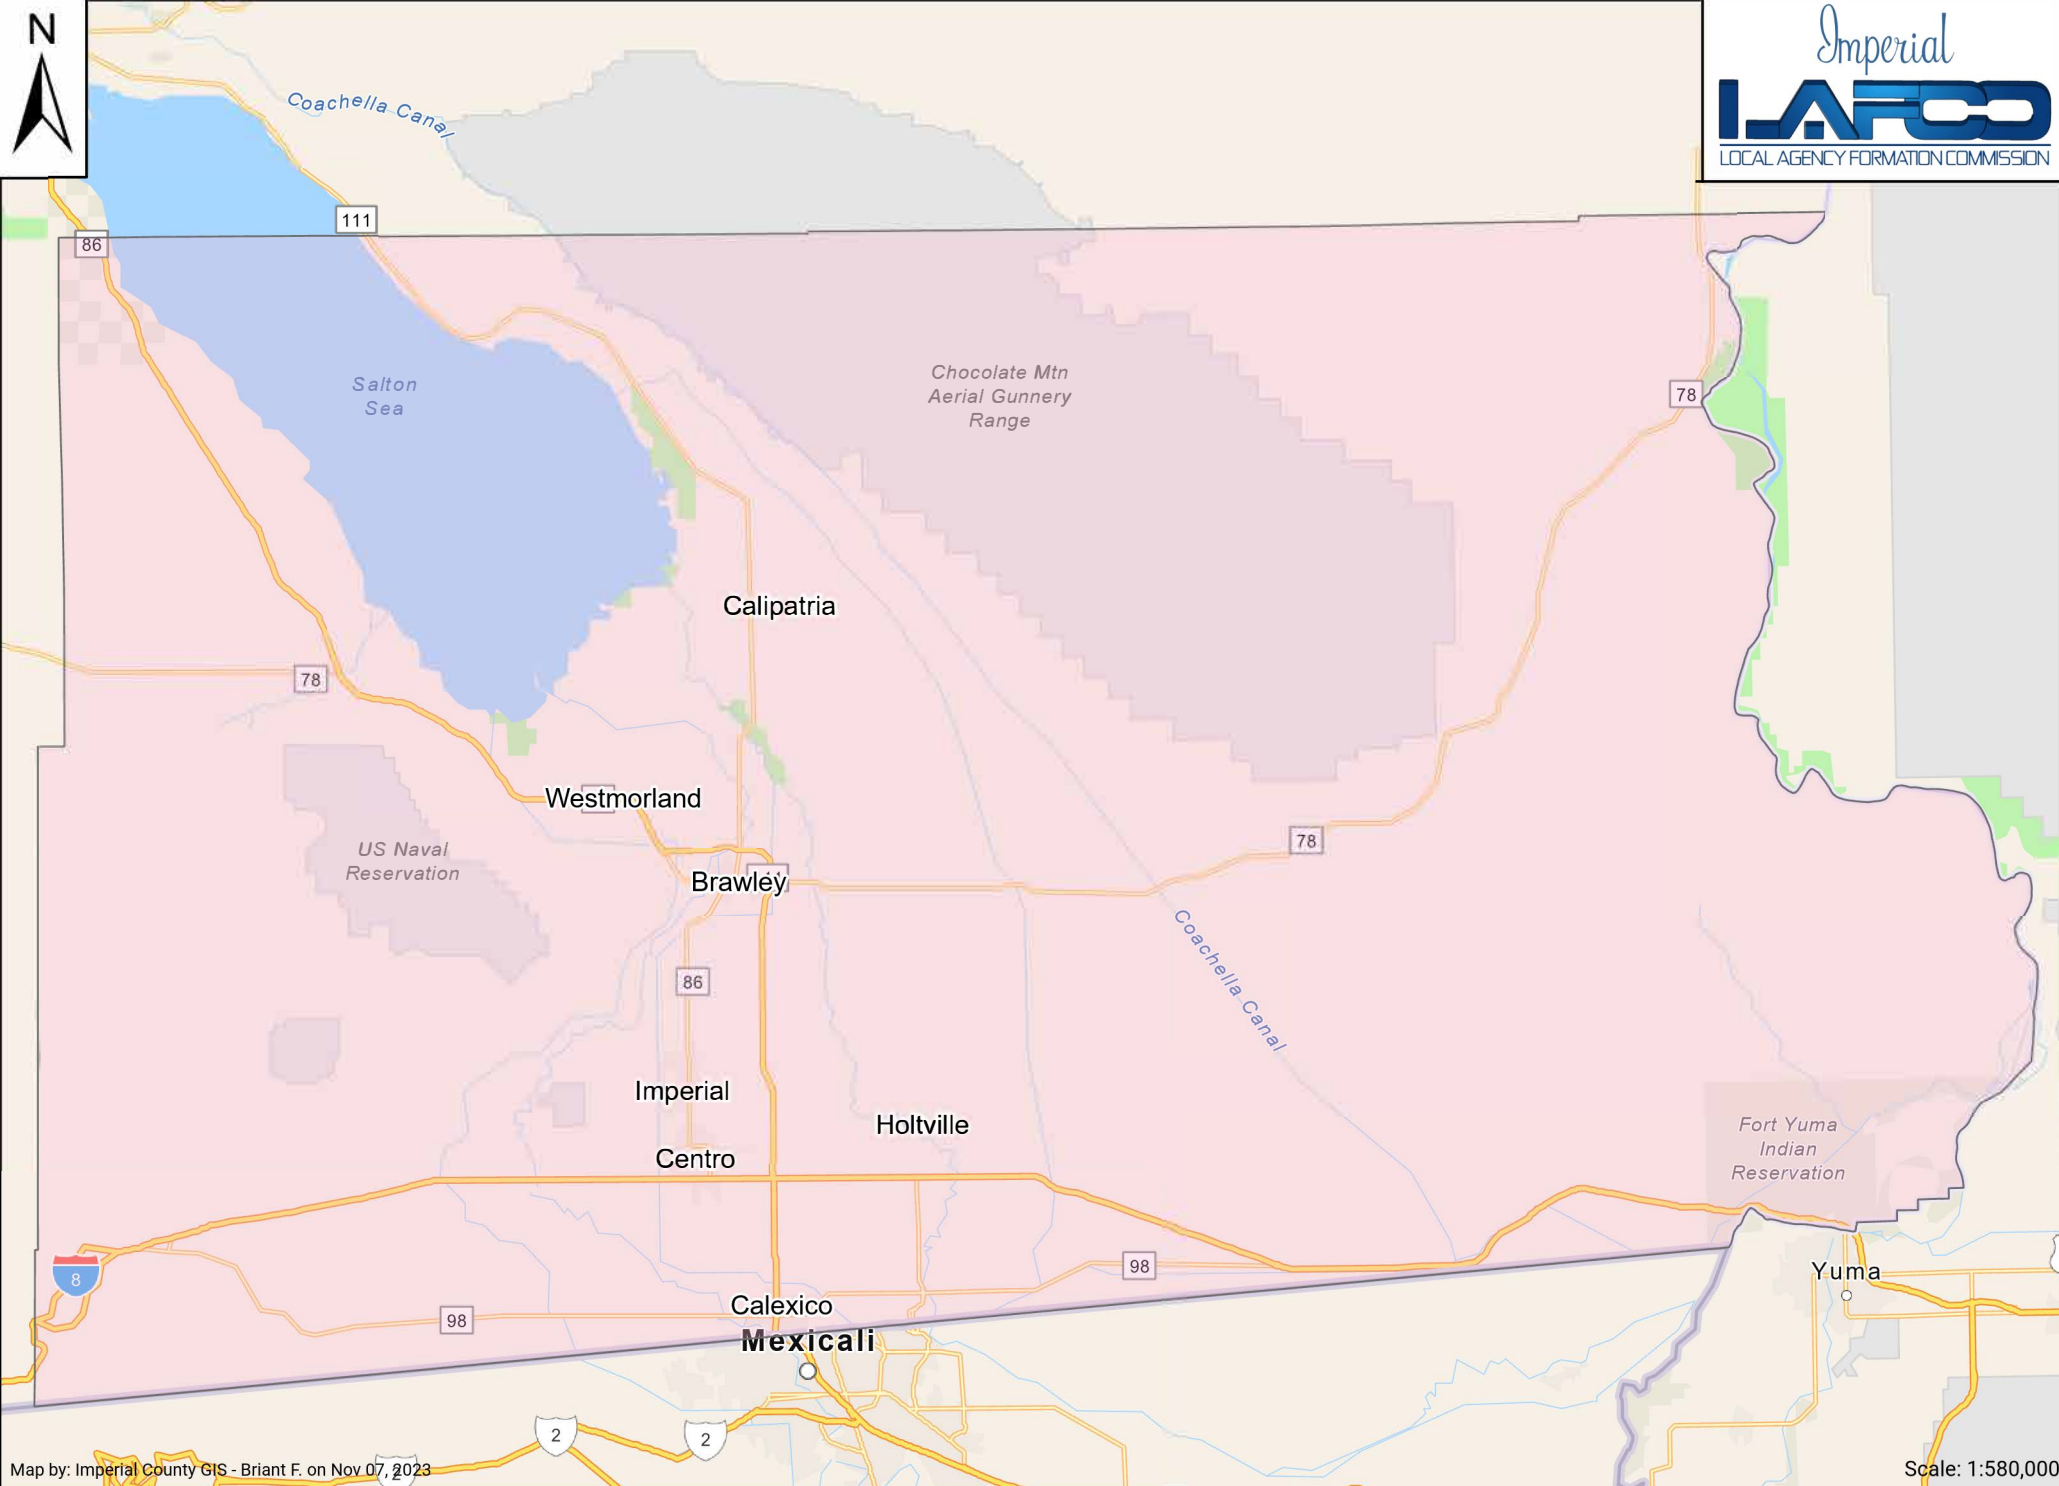 N
Imperial
LAFCO
LOCAL AGENCY FORMATION COMMISSION
Coachella Canal
111
86
Salton
Sea
Chocolate Mtn
Aerial Gunnery
Range
78
Calipatria
78
Westmorland
US Naval
Reservation
78
Brawley
Coachella Canal
86
Imperial
Holtville
Centro
Fort Yuma
Indian
Reservation
8
98
Yuma
98
Calexico
Mexicali
2
2
2
Map by: Imperial County GIS - Briant F. on Nov 07, 2023
Scale: 1:580,000